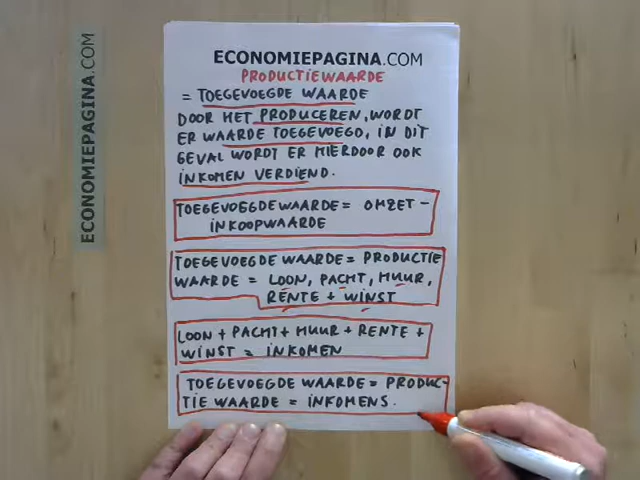 ECONOMIEPAGINA.COM
ECONOMIEPAGINA.COM
PRODUCTIEWAARDE
= TOEGEVOEGDE WAARDE
DOOR HET PRODUCEREN, WORDT
ER WAARDE TOEGEVOEGD, IN DIT
GEVAL WORDT ER HIERDOOR OOK
INKOMEN VERDIEND.
TOEGEVOEGDE WAARDE = OMZET -
INKOOPWAARDE
TOEGEVOEGDE WAARDE = PRODUCTIE
WAARDE = LOON, PACHT, HUUR,
RENTE + WINST
LOON + PACHT + HUUR + RENTE +
WINST = INKOMEN
TOEGEVOEGDE WAARDE = PRODUC-
TIE WAARDE = INKOMENS.